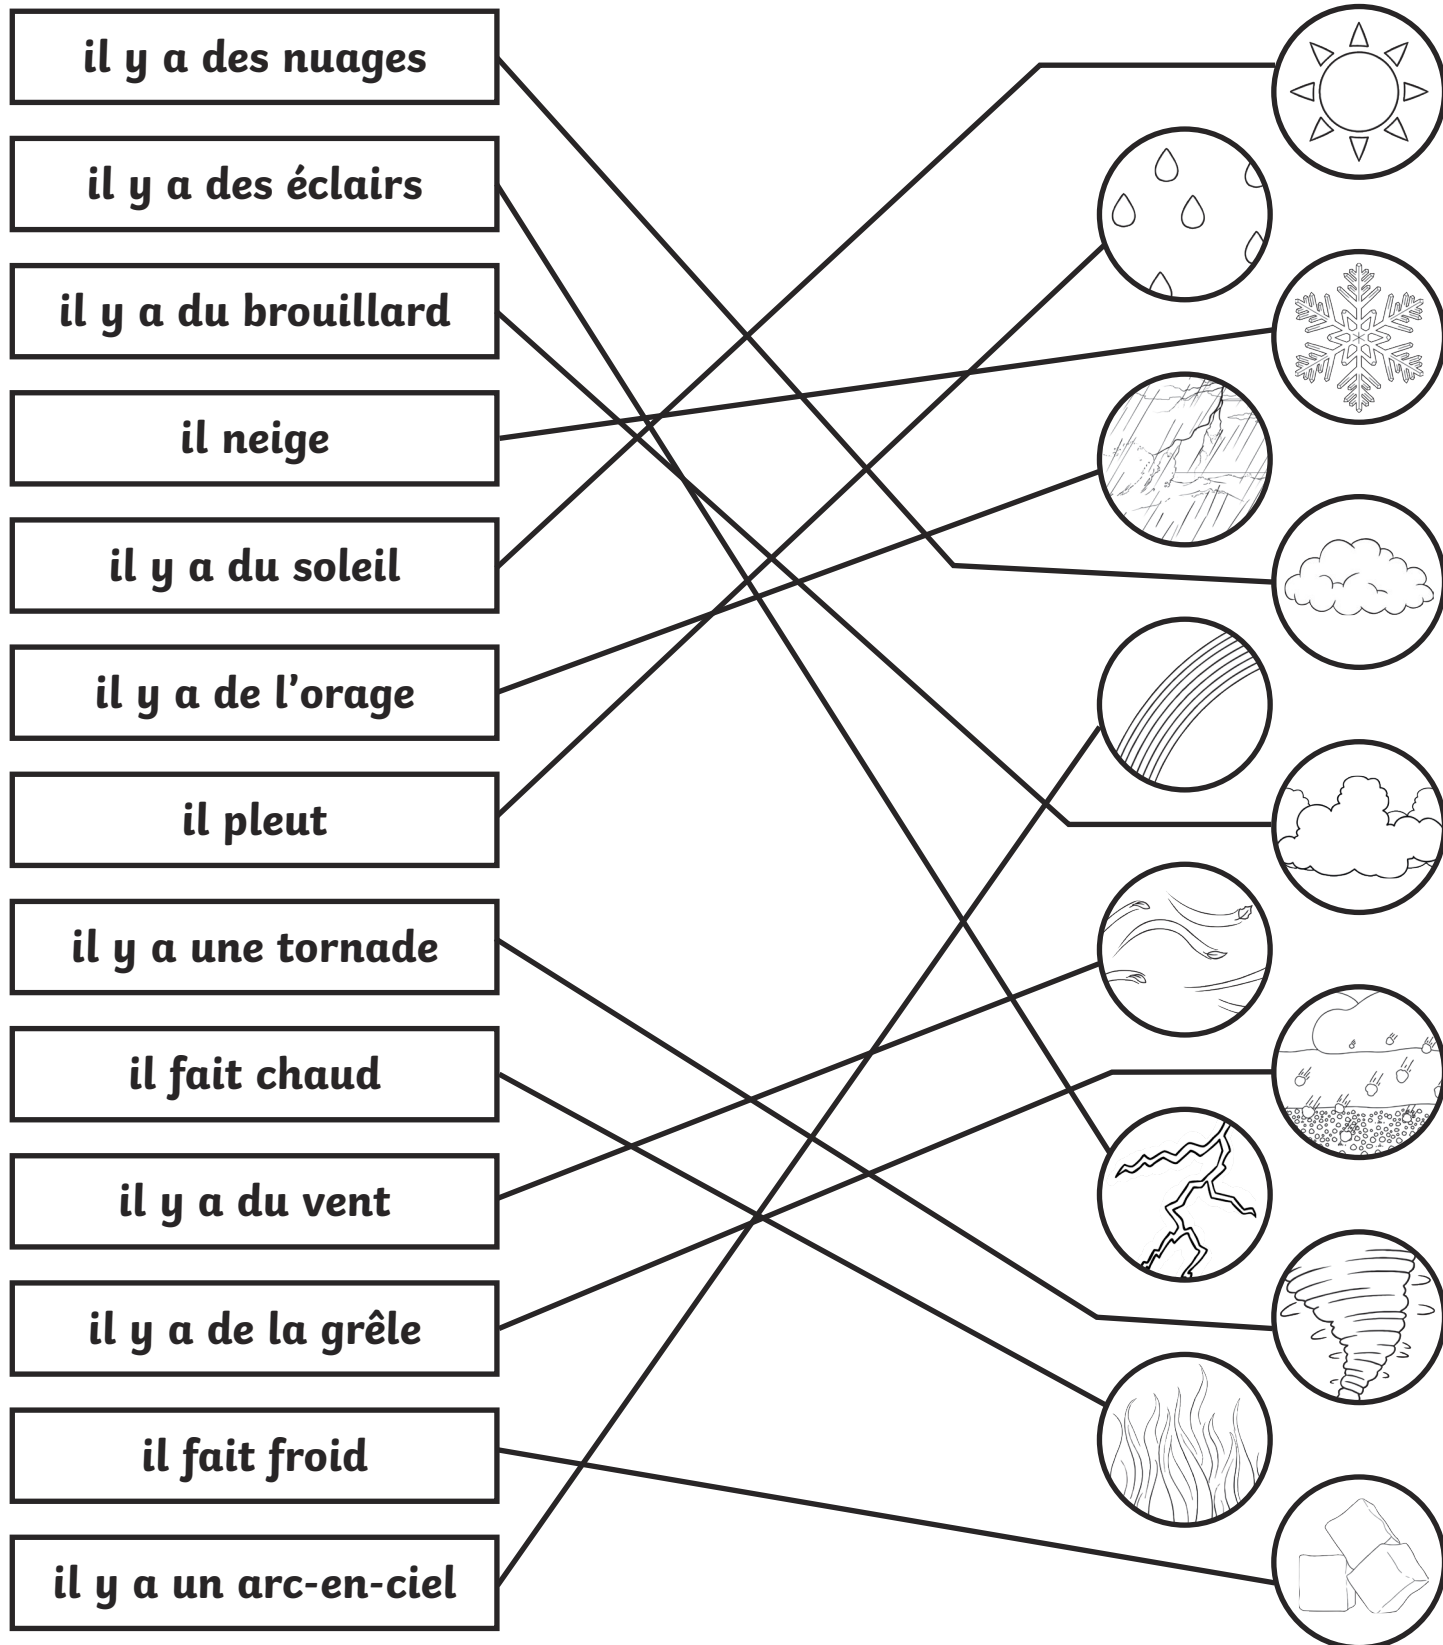 il y a des nuages
il y a des éclairs
il y a du brouillard
il neige
il y a du soleil
il y a de l’orage
il pleut
il y a une tornade
il fait chaud
il y a du vent
il y a de la grêle
il fait froid
il y a un arc-en-ciel